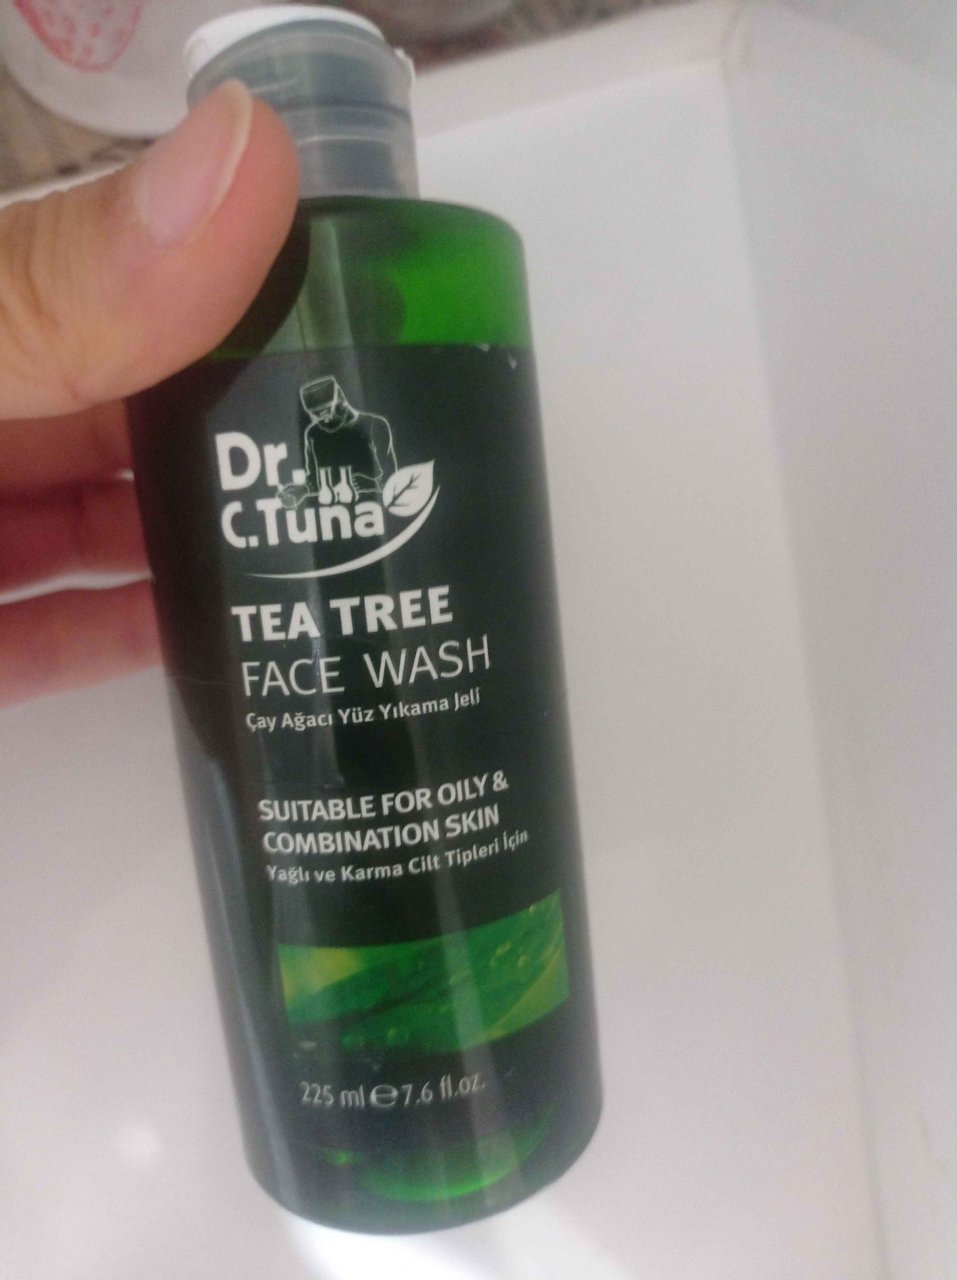 Dr.
C.Tuna
TEA TREE
FACE WASH
Çay Ağacı Yüz Yıkama Jeli
SUITABLE FOR OILY &
COMBINATION SKIN
Yağlı ve Karma Cilt Tipleri İçin
225 ml ℮ 7.6 fl.oz.